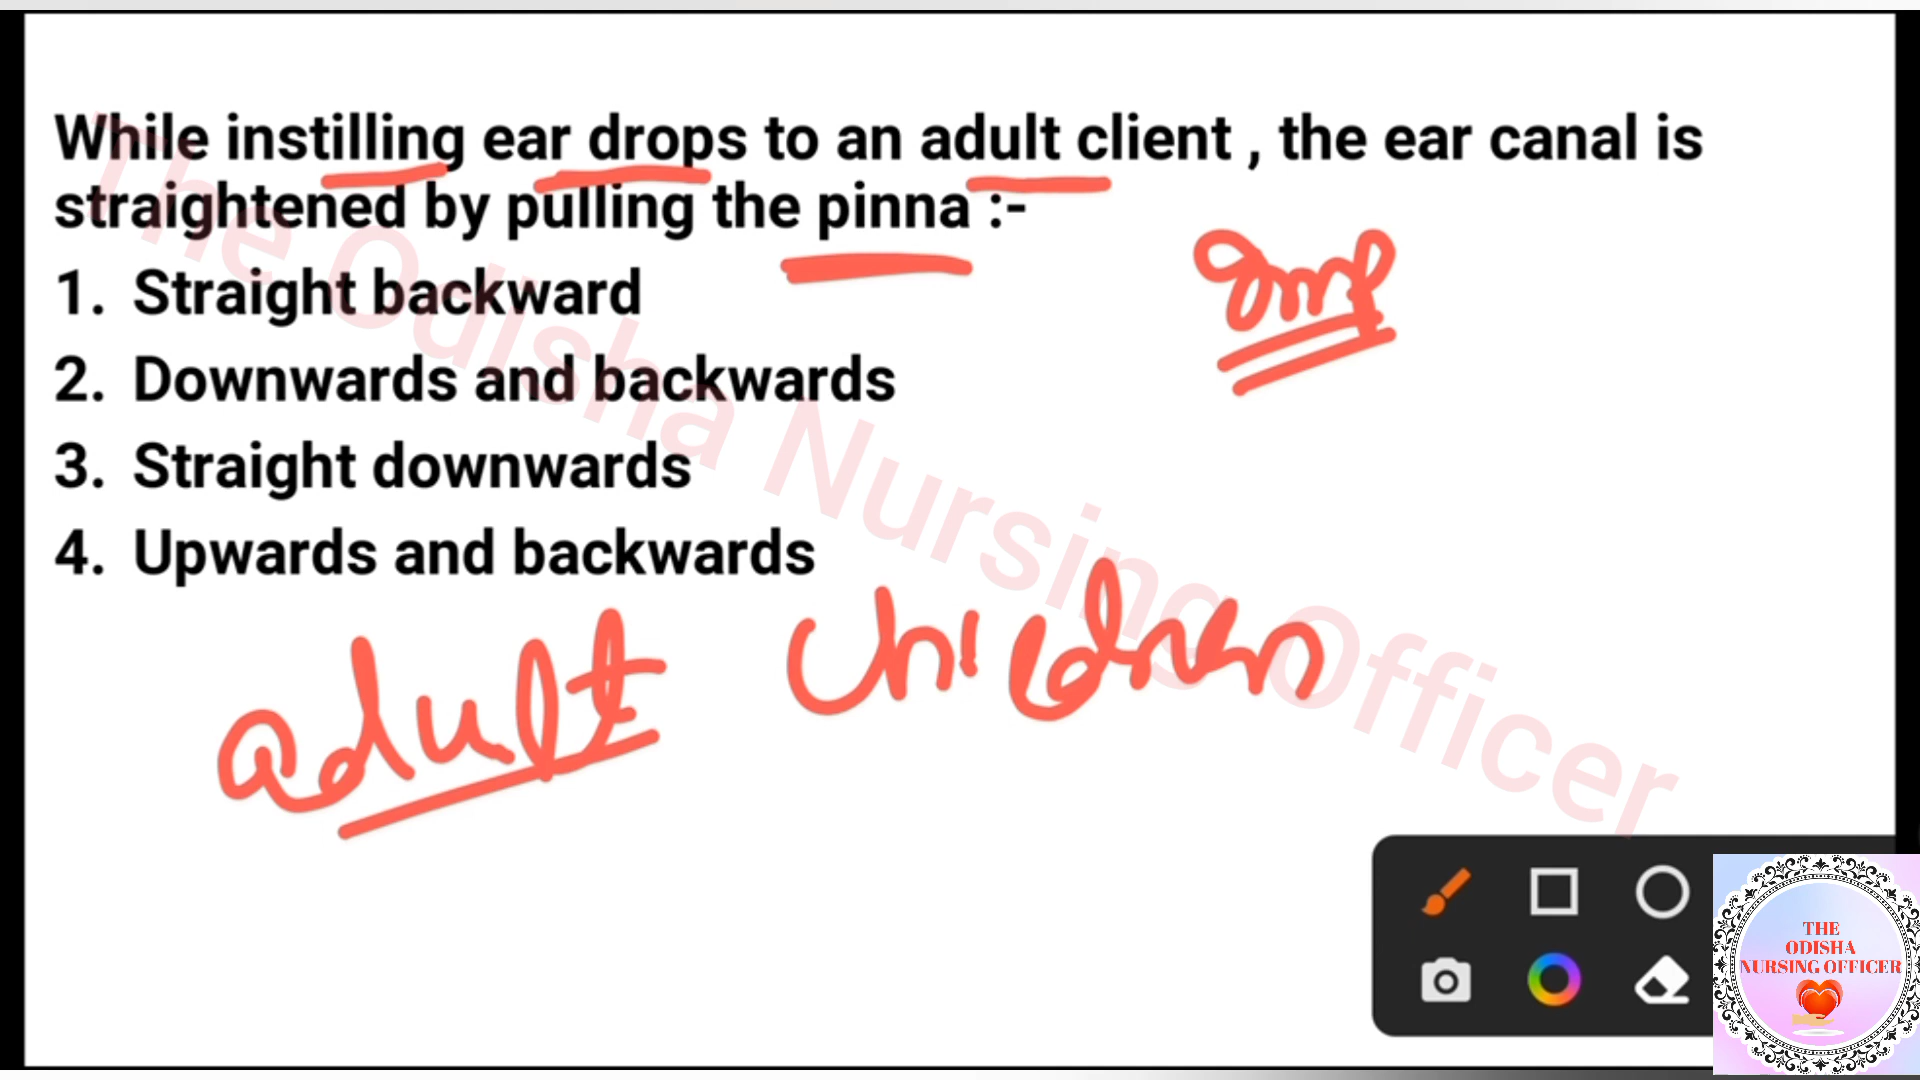 While instilling ear drops to an adult client , the ear canal is
straightened by pulling the pinna :-
1. Straight backward
2. Downwards and backwards
3. Straight downwards
4. Upwards and backwards
Imp
adult children
The Odisha Nursing Officer
THE
ODISHA
NURSING OFFICER